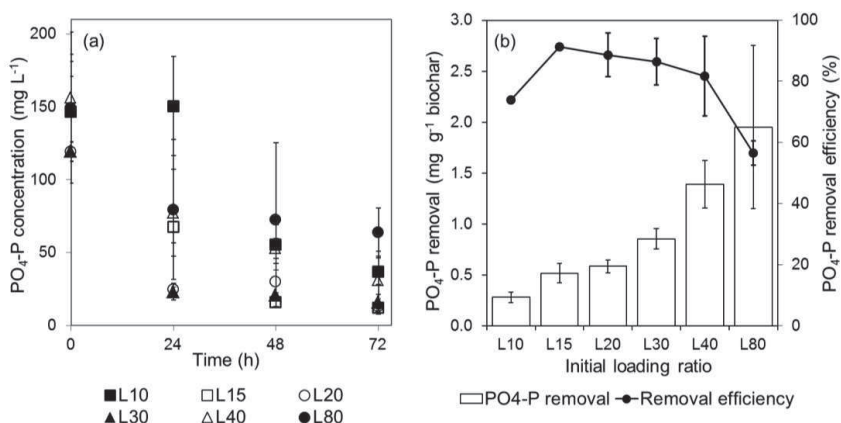 (a)
PO₄-P concentration (mg L⁻¹)
200
150
100
50
0
0 24 48 72
Time (h)
■L10 □L15 ○L20
▲L30 △L40 ●L80
(b)
PO₄-P removal (mg g⁻¹ biochar)
3.0
2.5
2.0
1.5
1.0
0.5
0.0
PO₄-P removal efficiency (%)
100
80
60
40
20
0
L10 L15 L20 L30 L40 L80
Initial loading ratio
PO4-P removal Removal efficiency